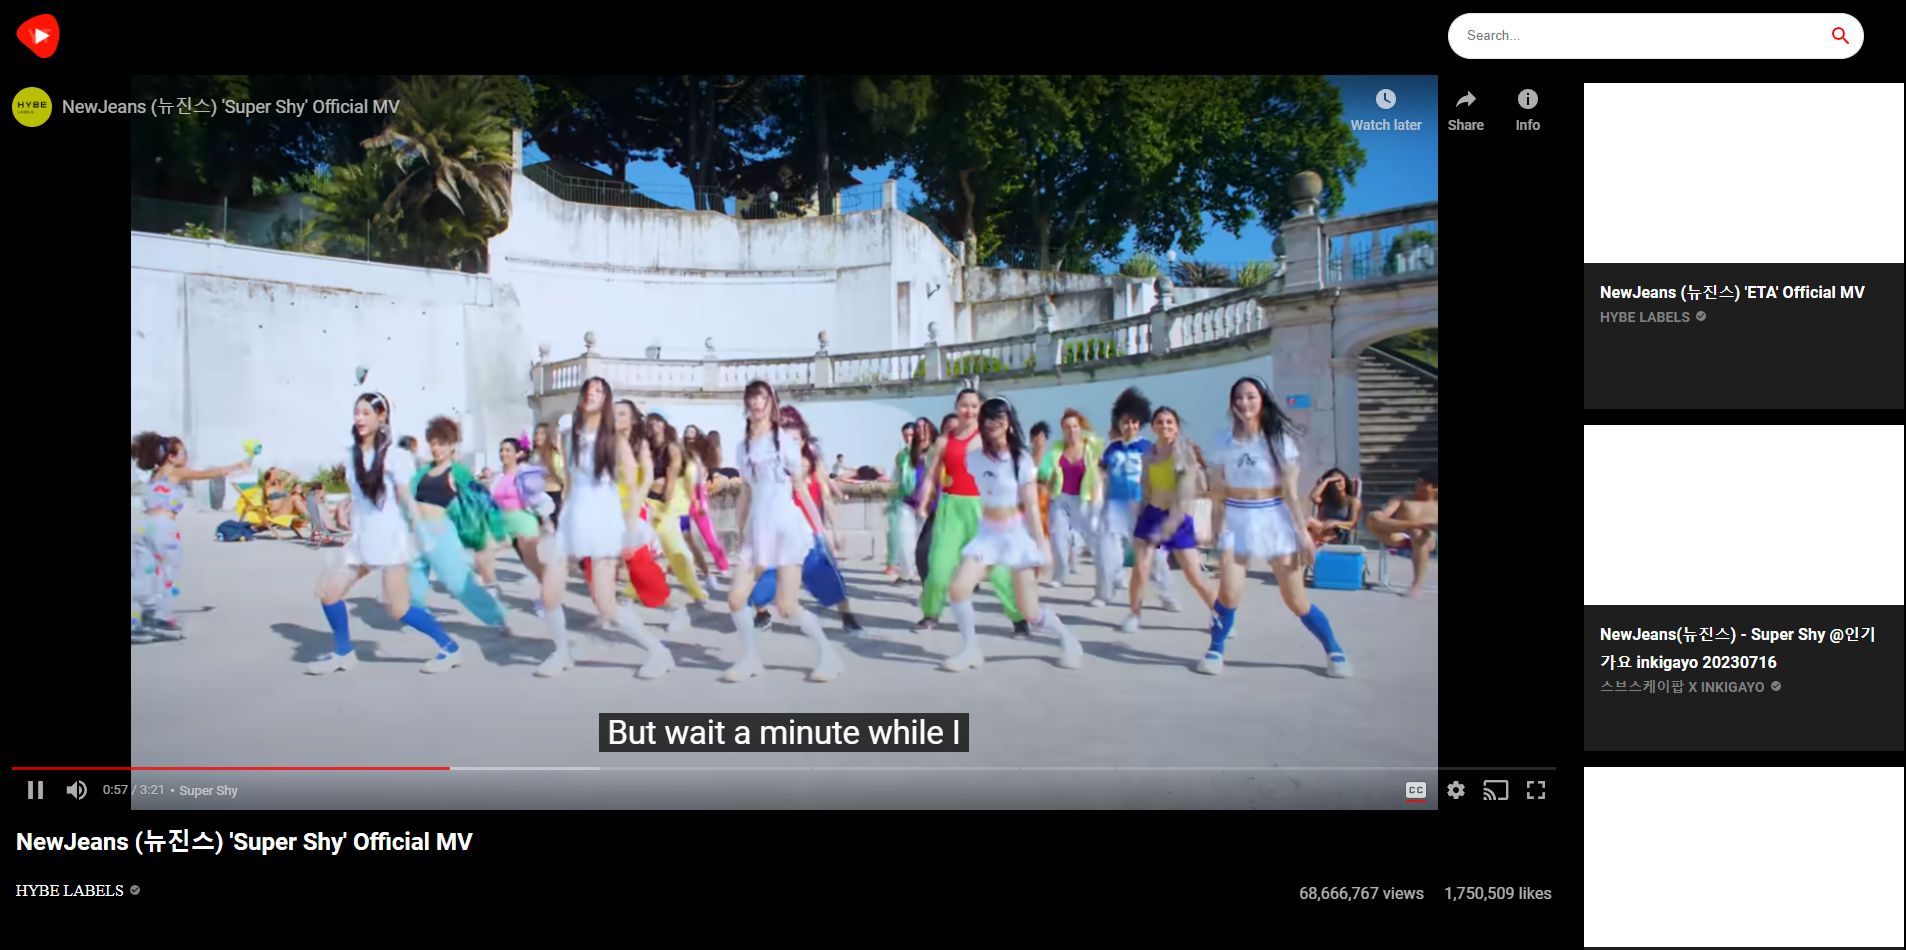 Search...
HYBE
LABELS
NewJeans (뉴진스) 'Super Shy' Official MV
Watch later
Share
Info
But wait a minute while I
0:57 / 3:21 • Super Shy
CC
NewJeans (뉴진스) 'Super Shy' Official MV
HYBE LABELS
68,666,767 views 1,750,509 likes
NewJeans (뉴진스) 'ETA' Official MV
HYBE LABELS
NewJeans(뉴진스) - Super Shy @인기
가요 inkigayo 20230716
스브스케이팝 X INKIGAYO